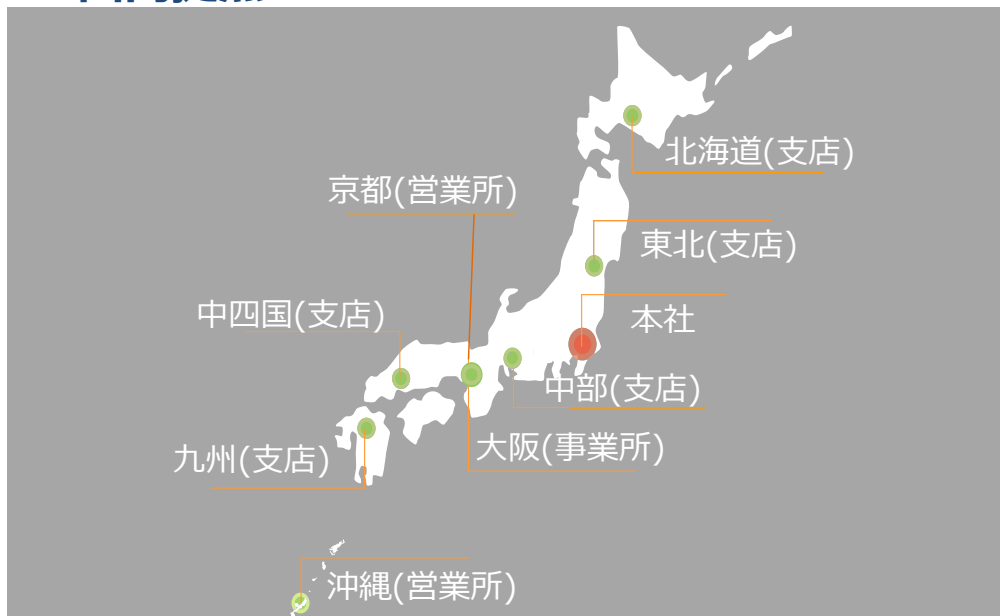 北海道(支店)
京都(営業所)
東北(支店)
中四国(支店)
本社
中部(支店)
大阪(事業所)
九州(支店)
沖縄(営業所)